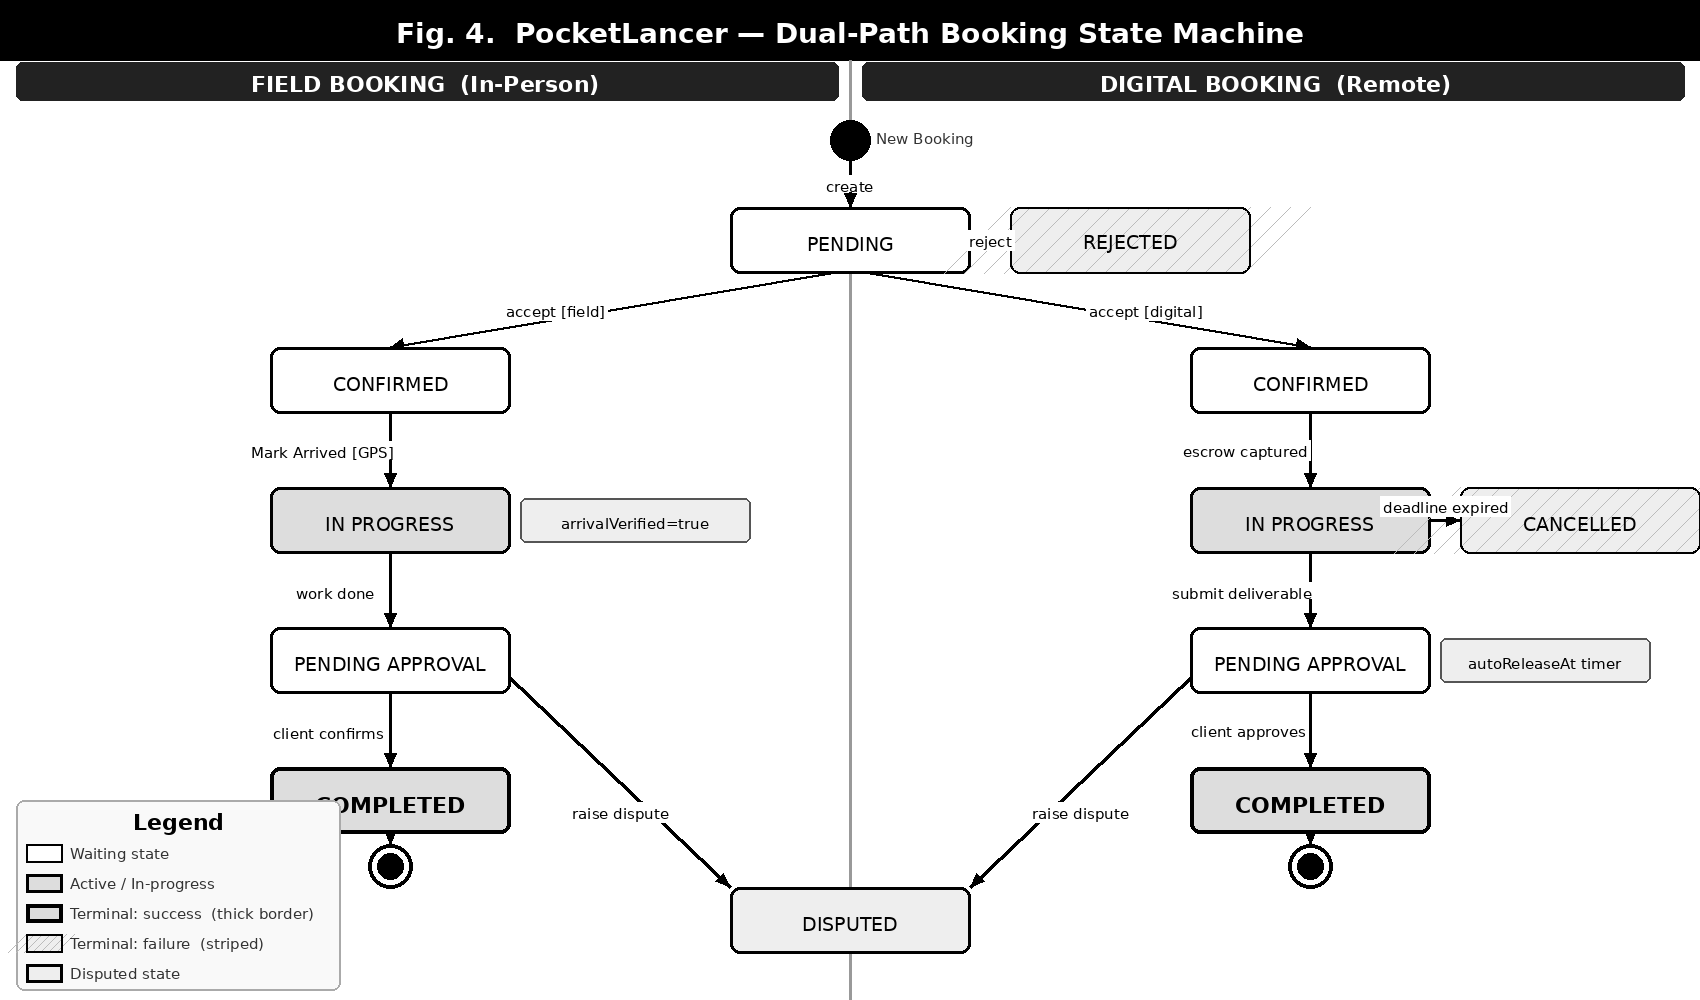 Fig. 4.  PocketLancer — Dual-Path Booking State Machine
FIELD BOOKING  (In-Person)
DIGITAL BOOKING  (Remote)
New Booking
create
PENDING
reject
REJECTED
accept [field]
accept [digital]
CONFIRMED
CONFIRMED
Mark Arrived [GPS]
escrow captured
IN PROGRESS
arrivalVerified=true
IN PROGRESS
deadline expired
CANCELLED
work done
submit deliverable
PENDING APPROVAL
PENDING APPROVAL
autoReleaseAt timer
client confirms
client approves
COMPLETED
COMPLETED
raise dispute
raise dispute
DISPUTED
Legend
Waiting state
Active / In-progress
Terminal: success  (thick border)
Terminal: failure  (striped)
Disputed state